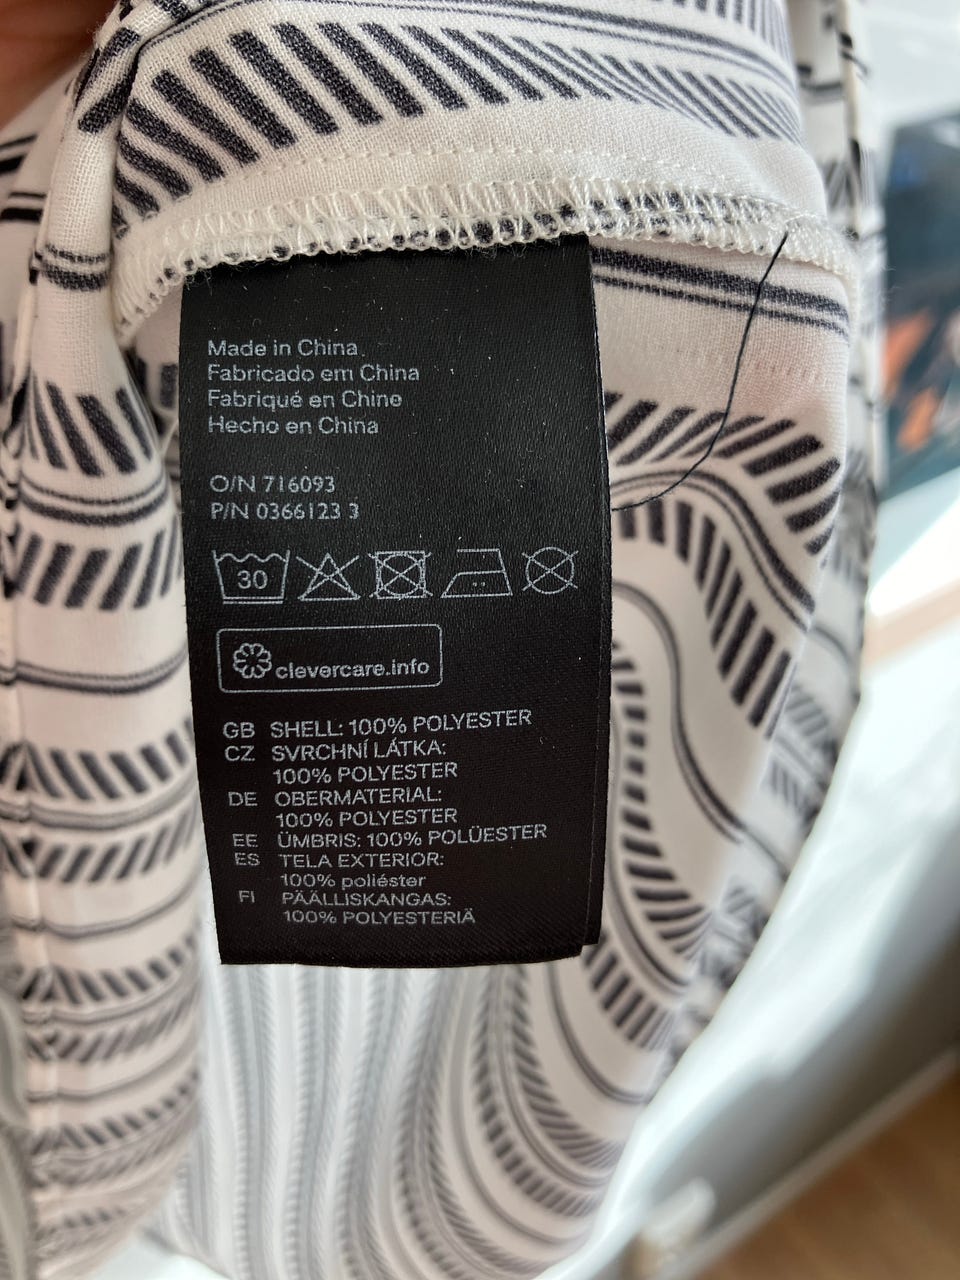 Made in China
Fabricado em China
Fabriqué en Chine
Hecho en China
O/N 716093
P/N 0366123 3
30
clevercare.info
GB SHELL: 100% POLYESTER
CZ SVRCHNÍ LÁTKA:
100% POLYESTER
DE OBERMATERIAL:
100% POLYESTER
EE ÜMBRIS: 100% POLÜESTER
ES TELA EXTERIOR:
100% poliéster
FI PÄÄLLISKANGAS:
100% POLYESTERIÄ